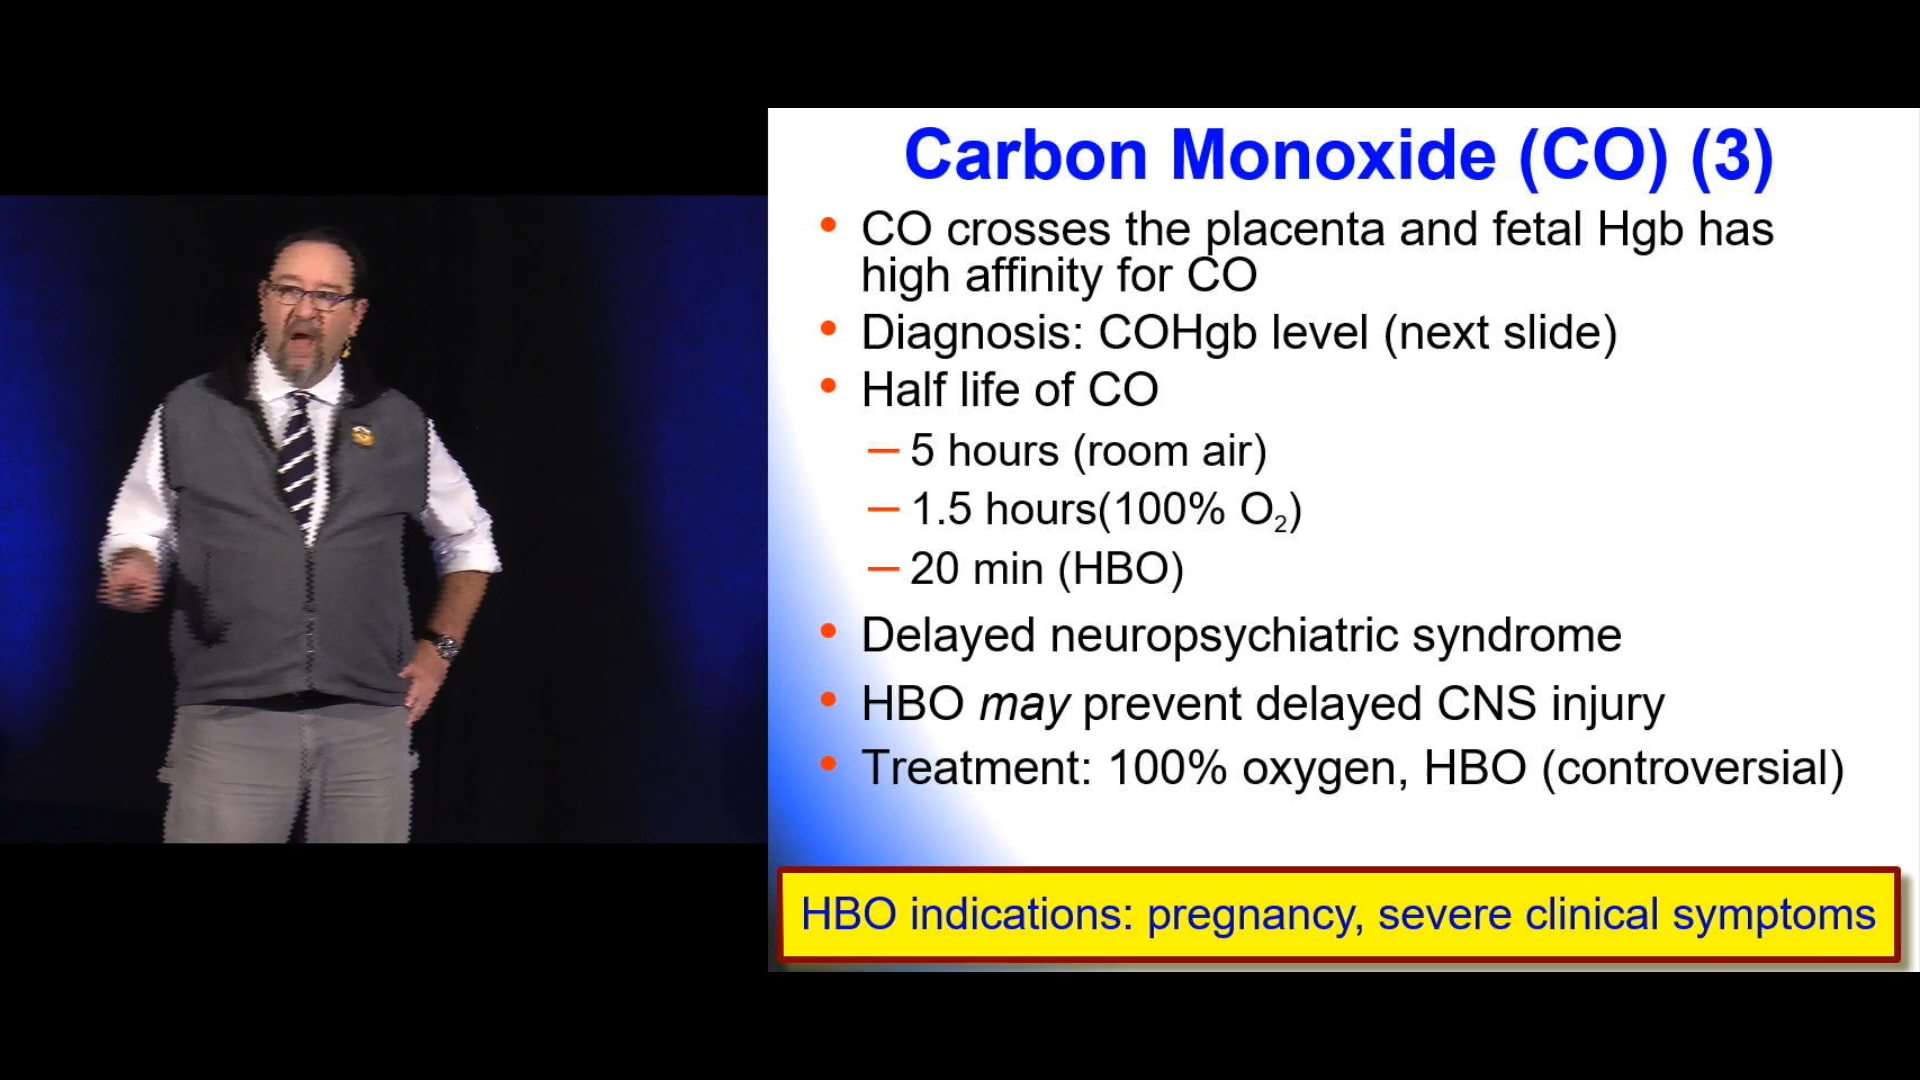 Carbon Monoxide (CO) (3)
• CO crosses the placenta and fetal Hgb has
high affinity for CO
• Diagnosis: COHgb level (next slide)
• Half life of CO
– 5 hours (room air)
– 1.5 hours(100% O₂)
– 20 min (HBO)
• Delayed neuropsychiatric syndrome
• HBO may prevent delayed CNS injury
• Treatment: 100% oxygen, HBO (controversial)
HBO indications: pregnancy, severe clinical symptoms